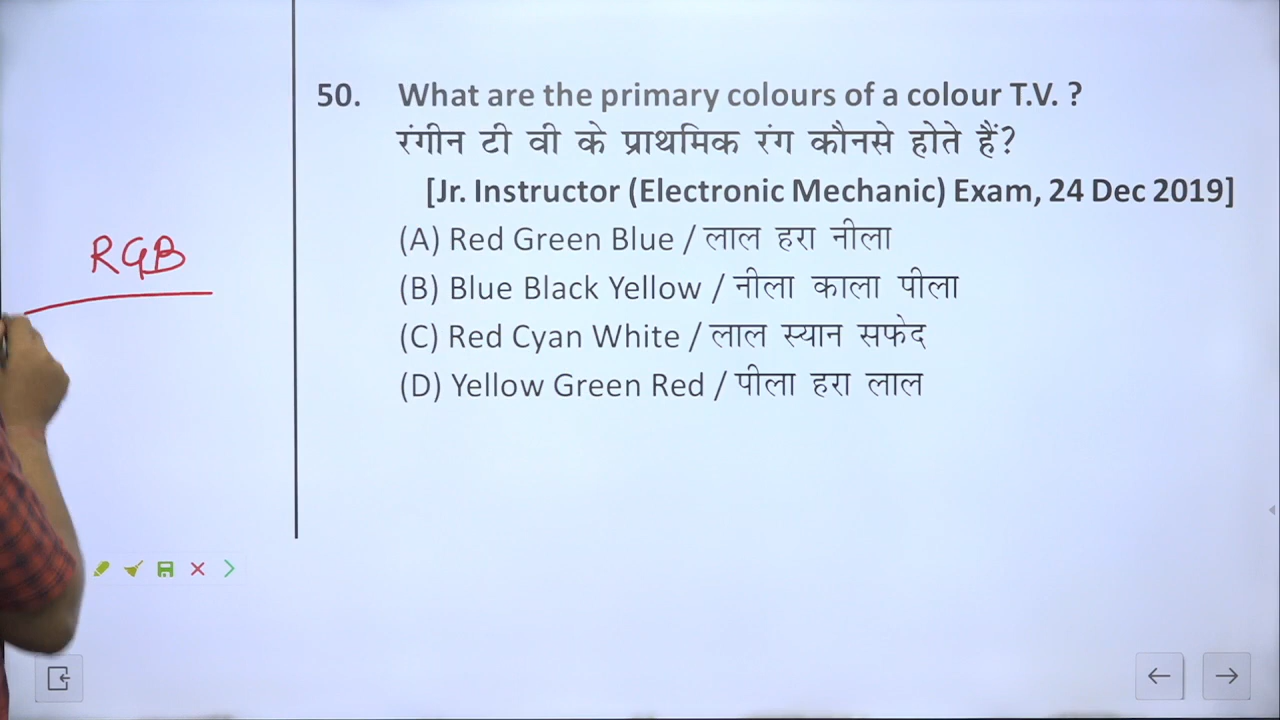 50. What are the primary colours of a colour T.V. ?
रंगीन टी वी के प्राथमिक रंग कौनसे होते हैं?
[Jr. Instructor (Electronic Mechanic) Exam, 24 Dec 2019]
(A) Red Green Blue / लाल हरा नीला
(B) Blue Black Yellow / नीला काला पीला
(C) Red Cyan White / लाल स्यान सफेद
(D) Yellow Green Red / पीला हरा लाल
RGB